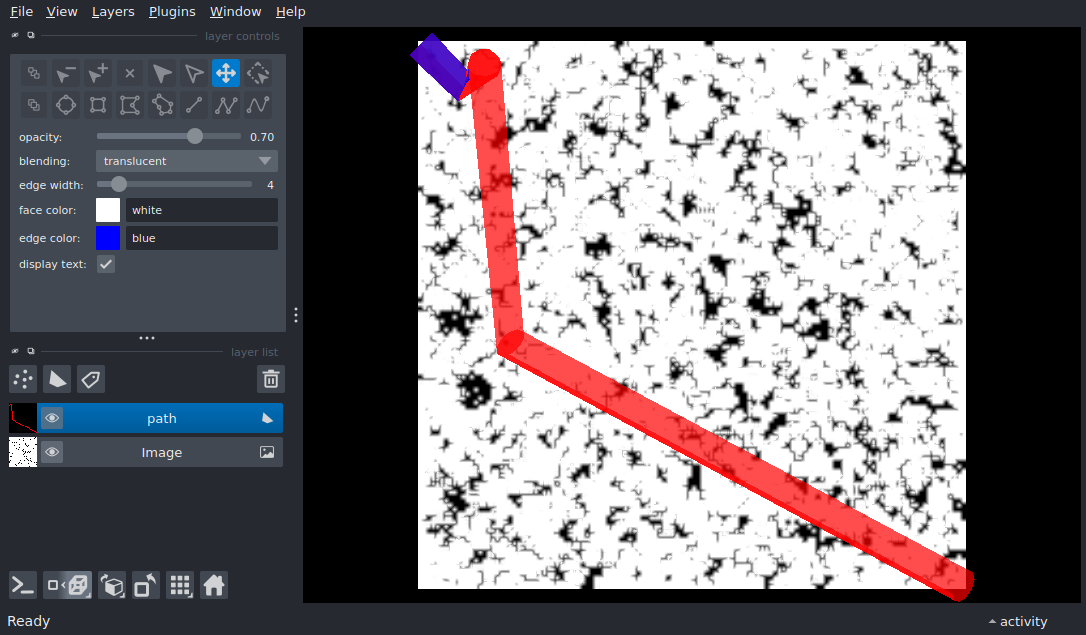 File View Layers Plugins Window Help
layer controls
opacity: 0.70
blending: translucent
edge width: 4
face color: white
edge color: blue
display text:
layer list
path
Image
Ready
activity